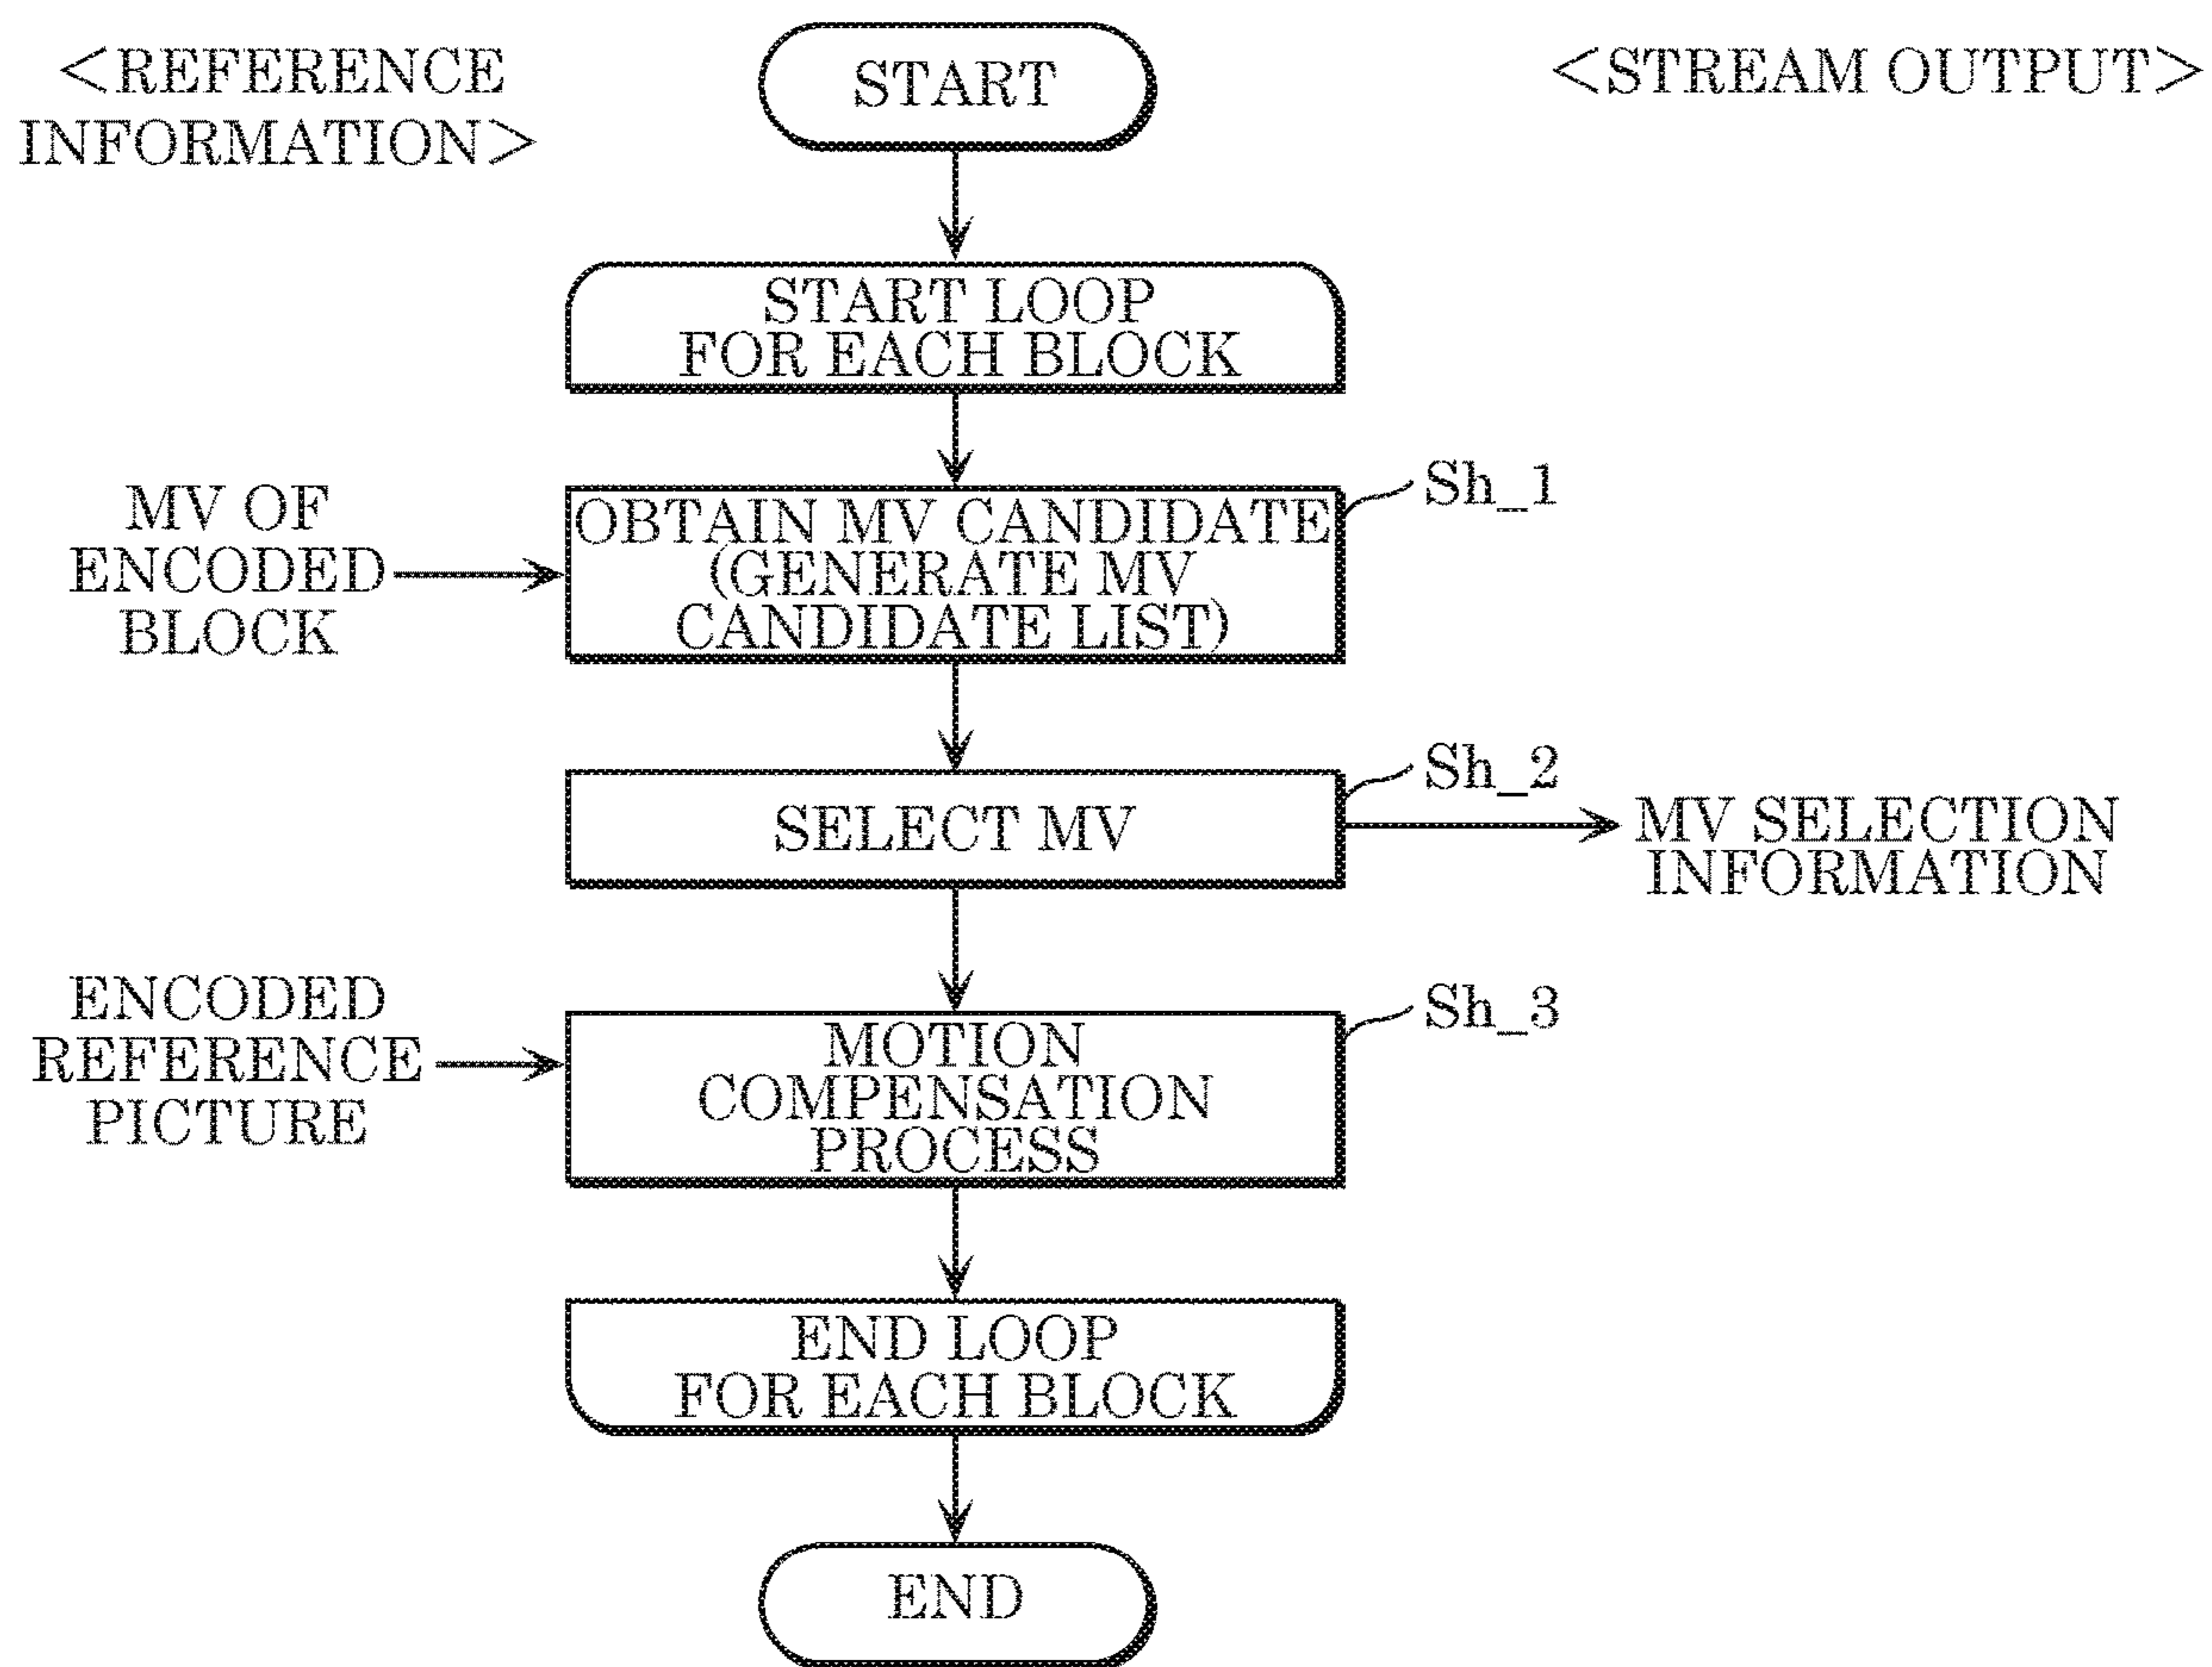 <REFERENCE
INFORMATION>
START
<STREAM OUTPUT>
START LOOP
FOR EACH BLOCK
MV OF
ENCODED
BLOCK
OBTAIN MV CANDIDATE
(GENERATE MV
CANDIDATE LIST)
Sh_1
SELECT MV
Sh_2
MV SELECTION
INFORMATION
ENCODED
REFERENCE
PICTURE
MOTION
COMPENSATION
PROCESS
Sh_3
END LOOP
FOR EACH BLOCK
END